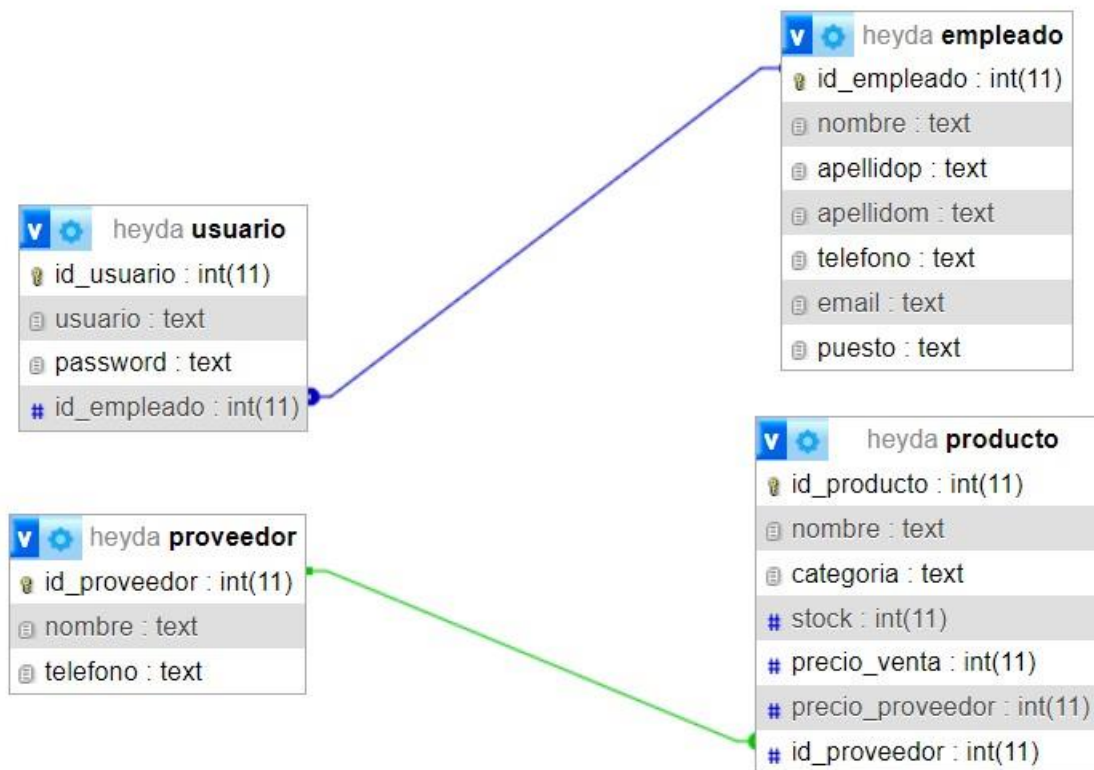 heyda empleado
id_empleado : int(11)
nombre : text
apellidop : text
apellidom : text
telefono : text
email : text
puesto : text
v heyda usuario
id_usuario : int(11)
usuario : text
password : text
# id_empleado : int(11)
v heyda proveedor
id_proveedor : int(11)
nombre : text
telefono : text
v heyda producto
id_producto : int(11)
nombre : text
categoria : text
# stock : int(11)
# precio_venta : int(11)
# precio_proveedor : int(11)
# id_proveedor : int(11)